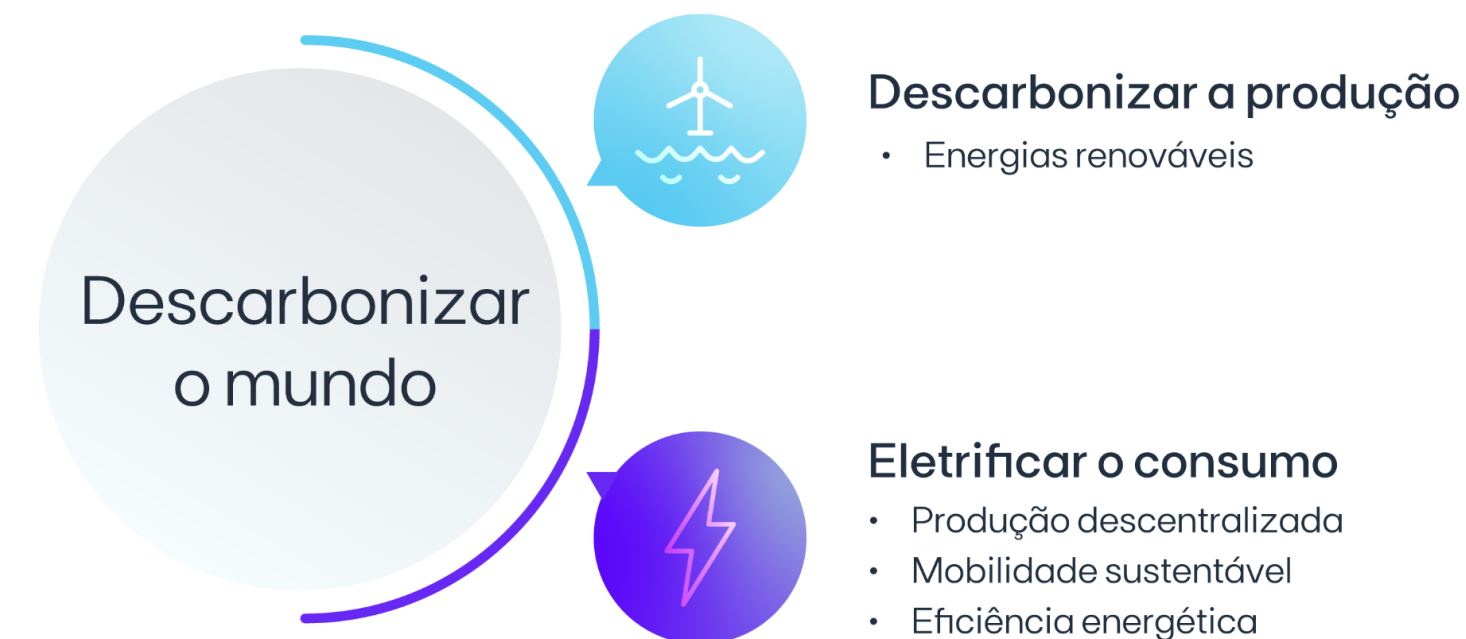 Descarbonizar
o mundo
Descarbonizar a produção
• Energias renováveis
Eletrificar o consumo
• Produção descentralizada
• Mobilidade sustentável
• Eficiência energética